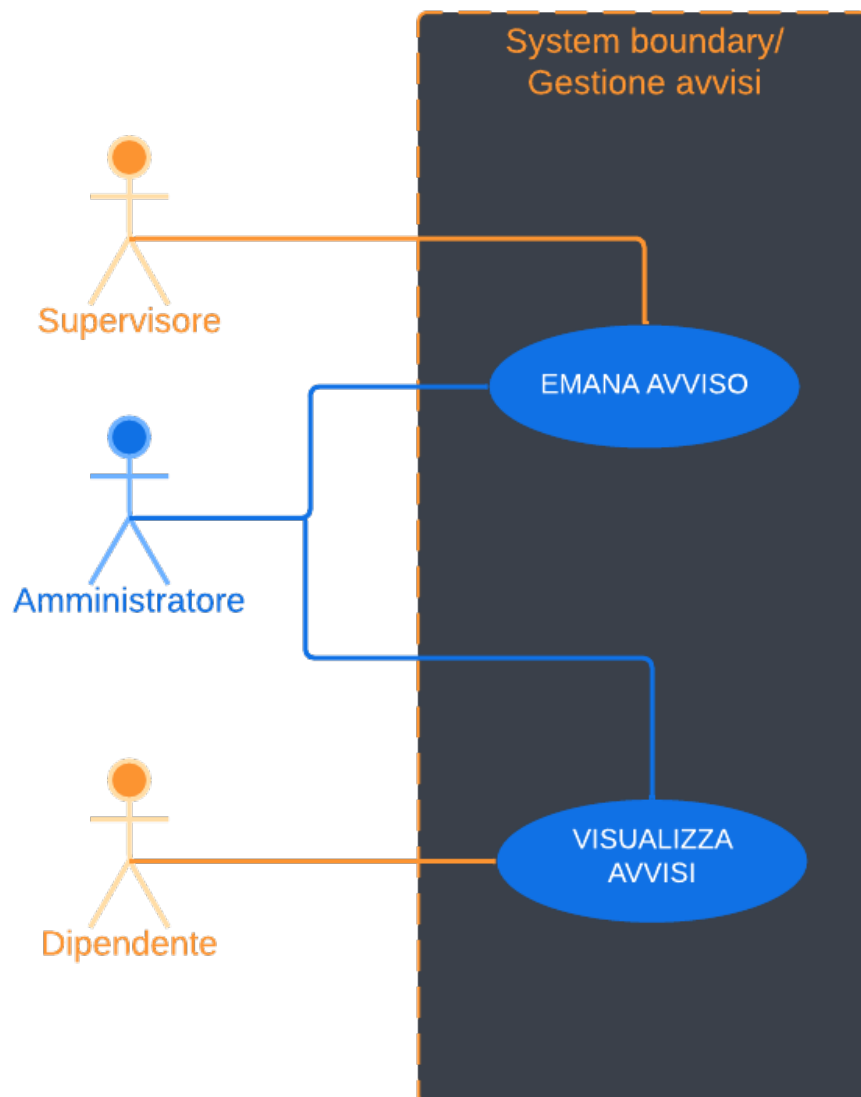 System boundary/
Gestione avvisi
Supervisore
EMANA AVVISO
Amministratore
VISUALIZZA
AVVISI
Dipendente